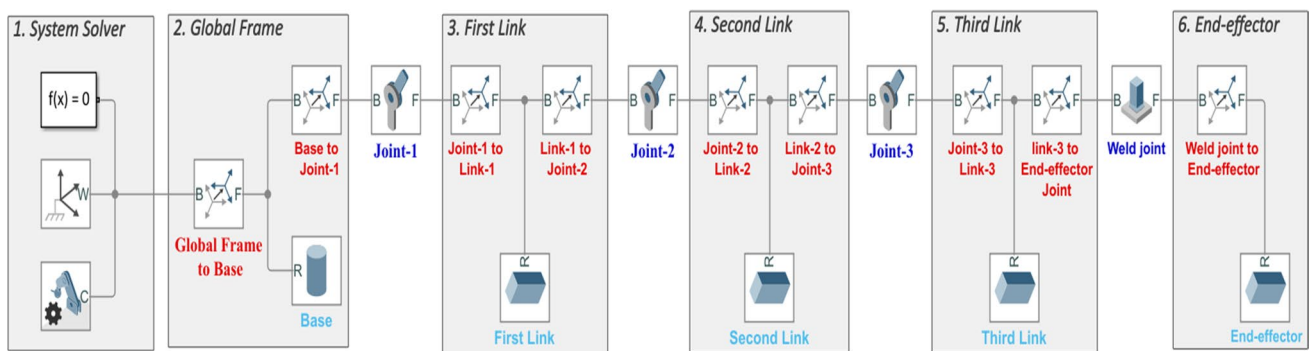 1. System Solver
f(x) = 0
W
C
2. Global Frame
B F
Global Frame
to Base
B F
Base to
Joint-1
R
Base
B F
Joint-1
3. First Link
B F
Joint-1 to
Link-1
B F
Link-1 to
Joint-2
R
First Link
B F
Joint-2
4. Second Link
B F
Joint-2 to
Link-2
B F
Link-2 to
Joint-3
R
Second Link
B F
Joint-3
5. Third Link
B F
Joint-3 to
Link-3
B F
link-3 to
End-effector
Joint
R
Third Link
B F
Weld joint
6. End-effector
B F
Weld joint to
End-effector
R
End-effector